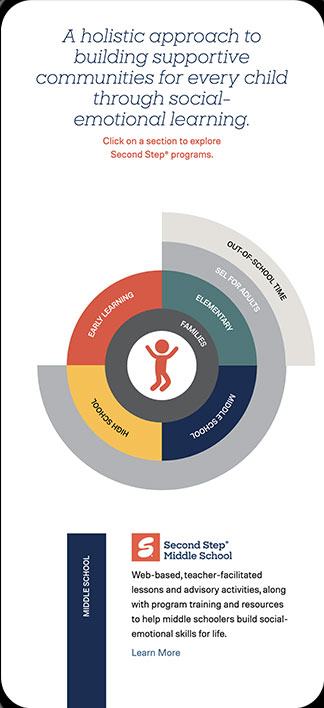 A holistic approach to
building supportive
communities for every child
through social-
emotional learning.
Click on a section to explore
Second Step® programs.
OUT-OF-SCHOOL TIME
SEL FOR ADULTS
EARLY LEARNING
ELEMENTARY
FAMILIES
HIGH SCHOOL
MIDDLE SCHOOL
MIDDLE SCHOOL
Second Step®
Middle School
Web-based, teacher-facilitated
lessons and advisory activities, along
with program training and resources
to help middle schoolers build social-
emotional skills for life.
Learn More